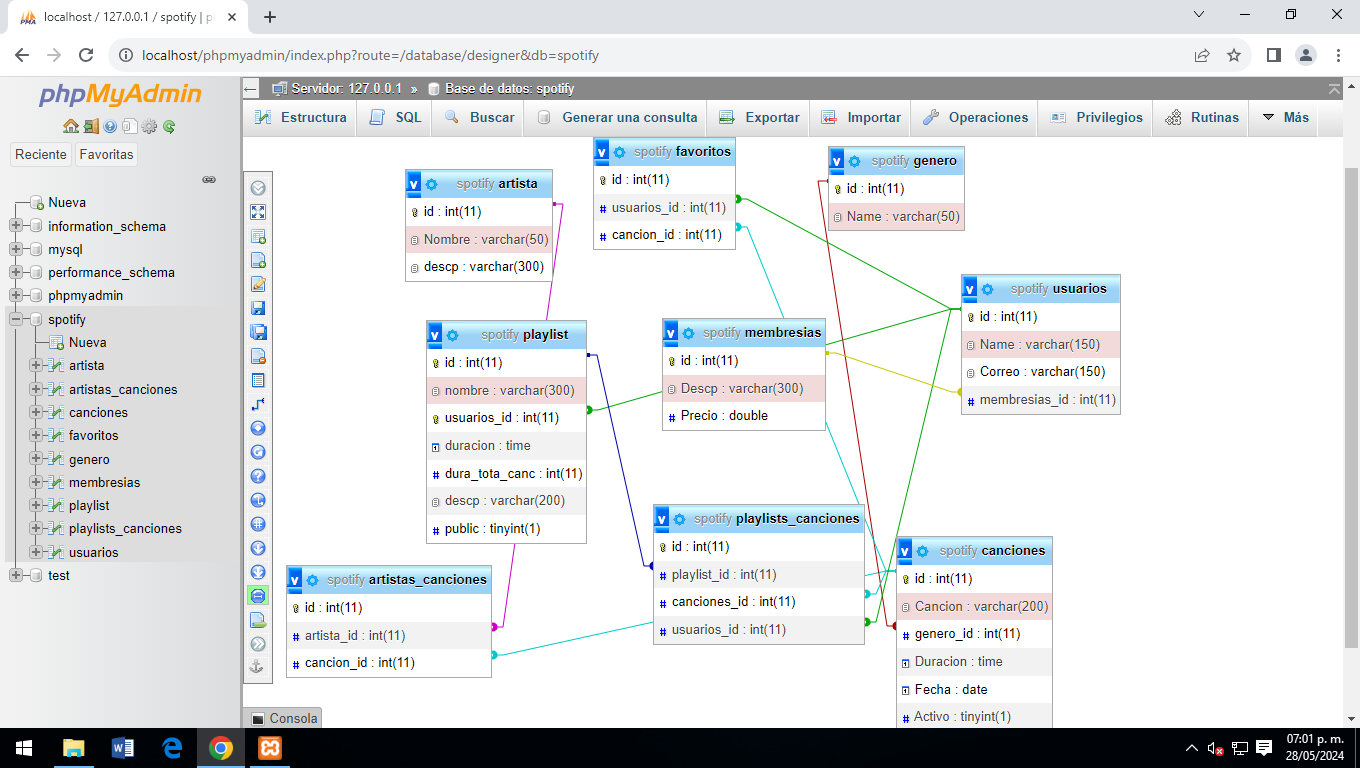 localhost / 127.0.0.1 / spotify | p
localhost/phpmyadmin/index.php?route=/database/designer&db=spotify
phpMyAdmin
Reciente Favoritas
Nueva
information_schema
mysql
performance_schema
phpmyadmin
spotify
Nueva
artista
artistas_canciones
canciones
favoritos
genero
membresias
playlist
playlists_canciones
usuarios
test
Servidor: 127.0.0.1 » Base de datos: spotify
Estructura SQL Buscar Generar una consulta Exportar Importar Operaciones Privilegios Rutinas Más
v spotify artista
id : int(11)
Nombre : varchar(50)
descp : varchar(300)
v spotify favoritos
id : int(11)
# usuarios_id : int(11)
# cancion_id : int(11)
v spotify genero
id : int(11)
Name : varchar(50)
v spotify usuarios
id : int(11)
Name : varchar(150)
Correo : varchar(150)
# membresias_id : int(11)
v spotify playlist
id : int(11)
nombre : varchar(300)
usuarios_id : int(11)
duracion : time
# dura_tota_canc : int(11)
descp : varchar(200)
# public : tinyint(1)
v spotify membresias
id : int(11)
Descp : varchar(300)
# Precio : double
v spotify playlists_canciones
id : int(11)
# playlist_id : int(11)
# canciones_id : int(11)
# usuarios_id : int(11)
v spotify canciones
id : int(11)
Cancion : varchar(200)
# genero_id : int(11)
Duracion : time
Fecha : date
# Activo : tinyint(1)
v spotify artistas_canciones
id : int(11)
# artista_id : int(11)
# cancion_id : int(11)
Consola
07:01 p. m.
28/05/2024